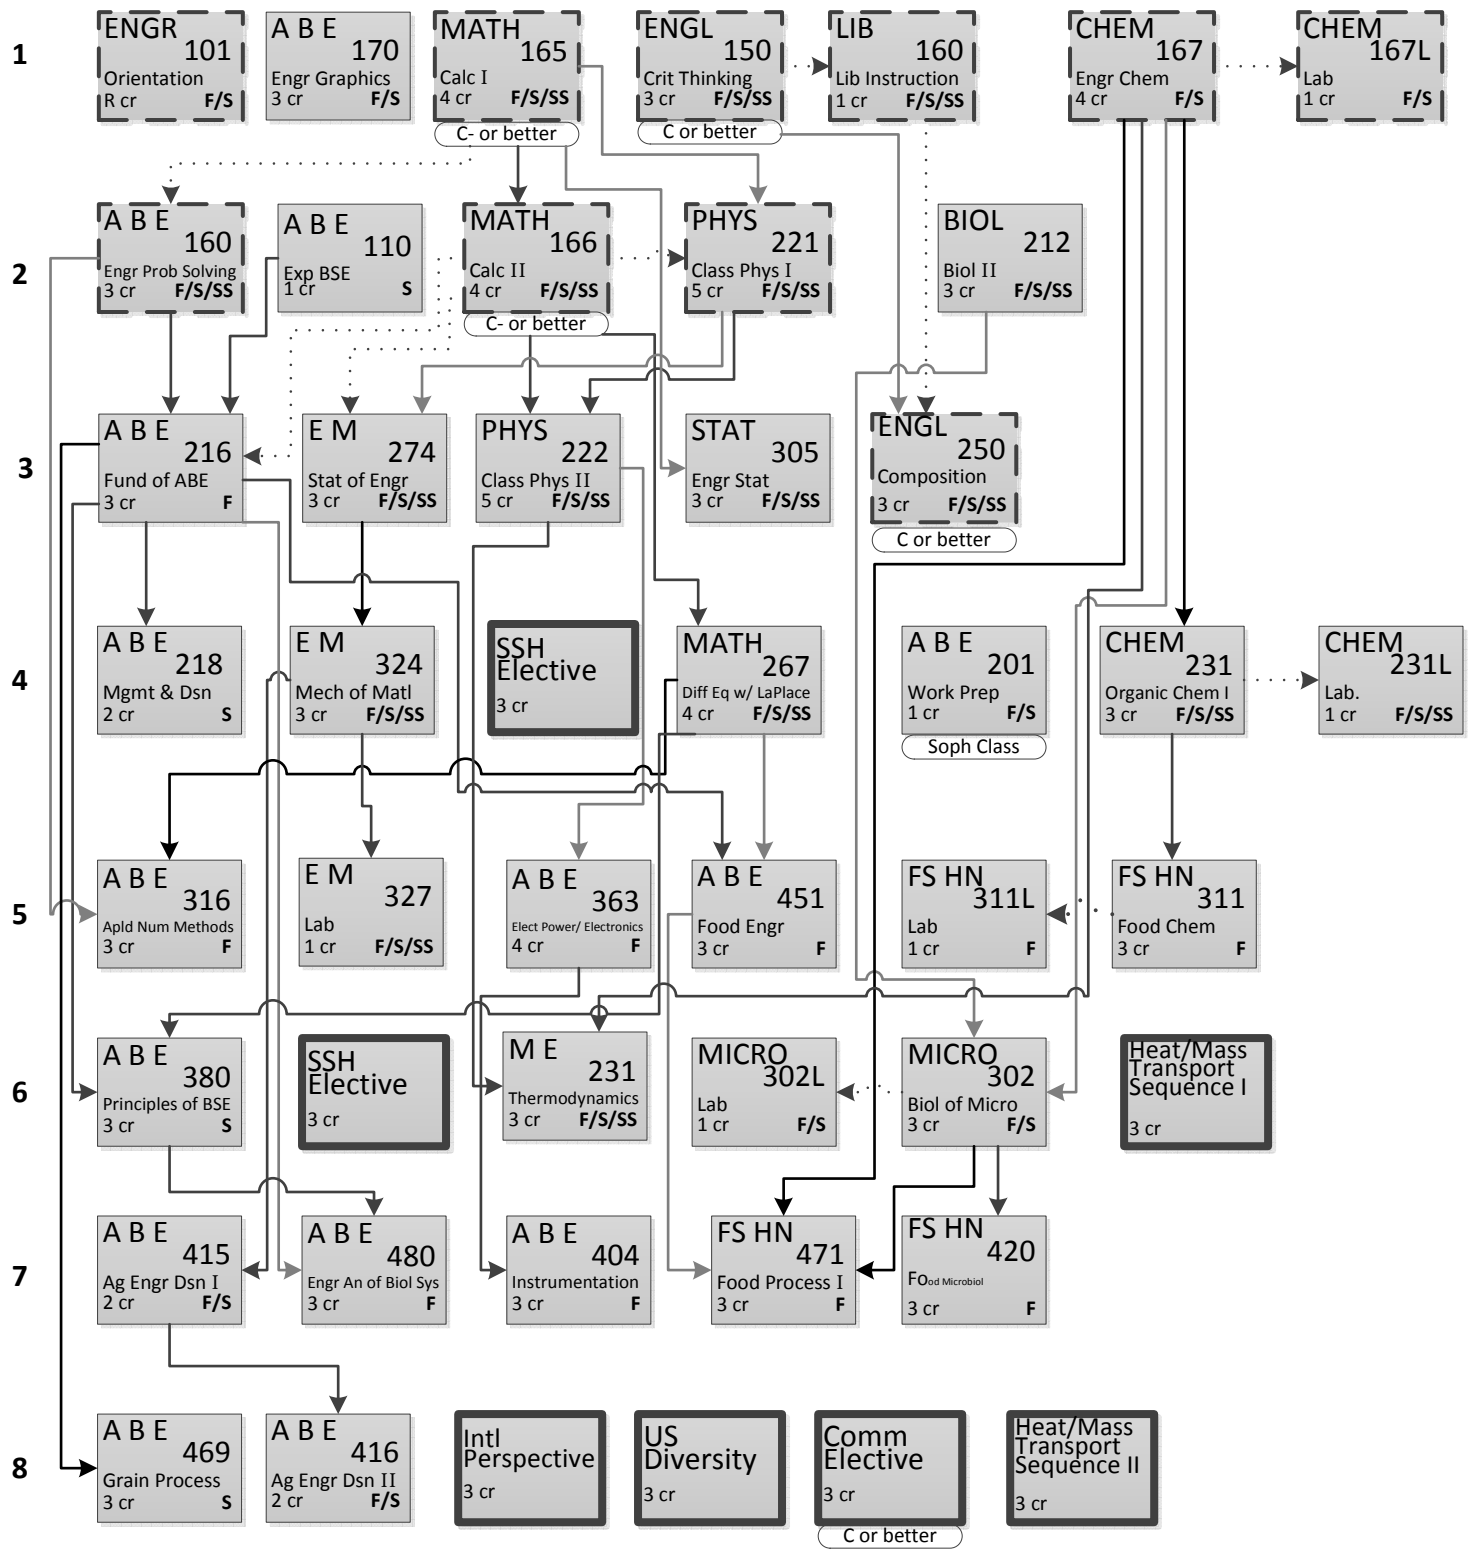 1
ENGR
101
Orientation
R cr F/S
A B E
170
Engr Graphics
3 cr F/S
MATH
165
Calc I
4 cr F/S/SS
C- or better
ENGL
150
Crit Thinking
3 cr F/S/SS
C or better
LIB
160
Lib Instruction
1 cr F/S/SS
CHEM
167
Engr Chem
4 cr F/S
CHEM
167L
Lab
1 cr F/S
2
A B E
160
Engr Prob Solving
3 cr F/S/SS
A B E
110
Exp BSE
1 cr S
MATH
166
Calc II
4 cr F/S/SS
C- or better
PHYS
221
Class Phys I
5 cr F/S/SS
BIOL
212
Biol II
3 cr F/S/SS
3
A B E
216
Fund of ABE
3 cr F
E M
274
Stat of Engr
3 cr F/S/SS
PHYS
222
Class Phys II
5 cr F/S/SS
STAT
305
Engr Stat
3 cr F/S/SS
ENGL
250
Composition
3 cr F/S/SS
C or better
4
A B E
218
Mgmt & Dsn
2 cr S
E M
324
Mech of Matl
3 cr F/S/SS
SSH
Elective
3 cr
MATH
267
Diff Eq w/ LaPlace
4 cr F/S/SS
A B E
201
Work Prep
1 cr F/S
Soph Class
CHEM
231
Organic Chem I
3 cr F/S/SS
CHEM
231L
Lab.
1 cr F/S/SS
5
A B E
316
Apld Num Methods
3 cr F
E M
327
Lab
1 cr F/S/SS
A B E
363
Elect Power/ Electronics
4 cr F
A B E
451
Food Engr
3 cr F
FS HN
311L
Lab
1 cr F
FS HN
311
Food Chem
3 cr F
6
A B E
380
Principles of BSE
3 cr S
SSH
Elective
3 cr
M E
231
Thermodynamics
3 cr F/S/SS
MICRO
302L
Lab
1 cr F/S
MICRO
302
Biol of Micro
3 cr F/S
Heat/Mass
Transport
Sequence I
3 cr
7
A B E
415
Ag Engr Dsn I
2 cr F/S
A B E
480
Engr An of Biol Sys
3 cr F
A B E
404
Instrumentation
3 cr F
FS HN
471
Food Process I
3 cr F
FS HN
420
Food Microbiol
3 cr F
8
A B E
469
Grain Process
3 cr S
A B E
416
Ag Engr Dsn II
2 cr F/S
Intl
Perspective
3 cr
US
Diversity
3 cr
Comm
Elective
3 cr
C or better
Heat/Mass
Transport
Sequence II
3 cr